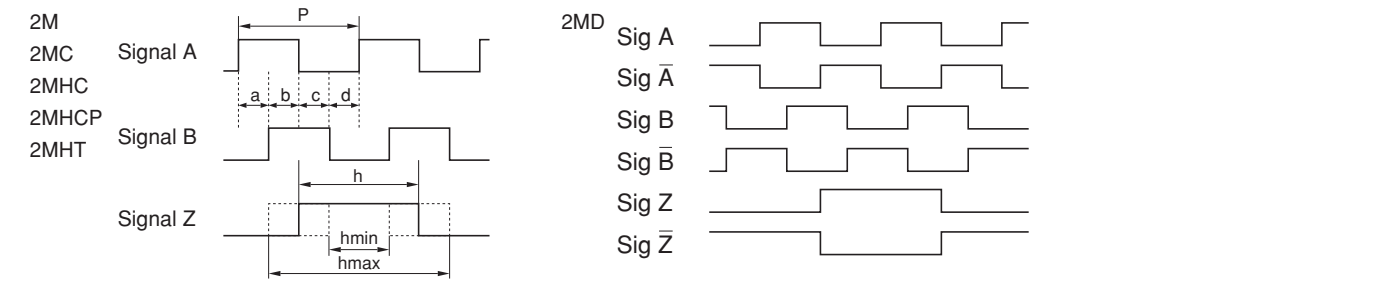 2M
2MC
2MHC
2MHCP
2MHT
P
Signal A
a b c d
Signal B
h
Signal Z
hmin
hmax
2MD
Sig A
Sig A̅
Sig B
Sig B̅
Sig Z
Sig Z̅